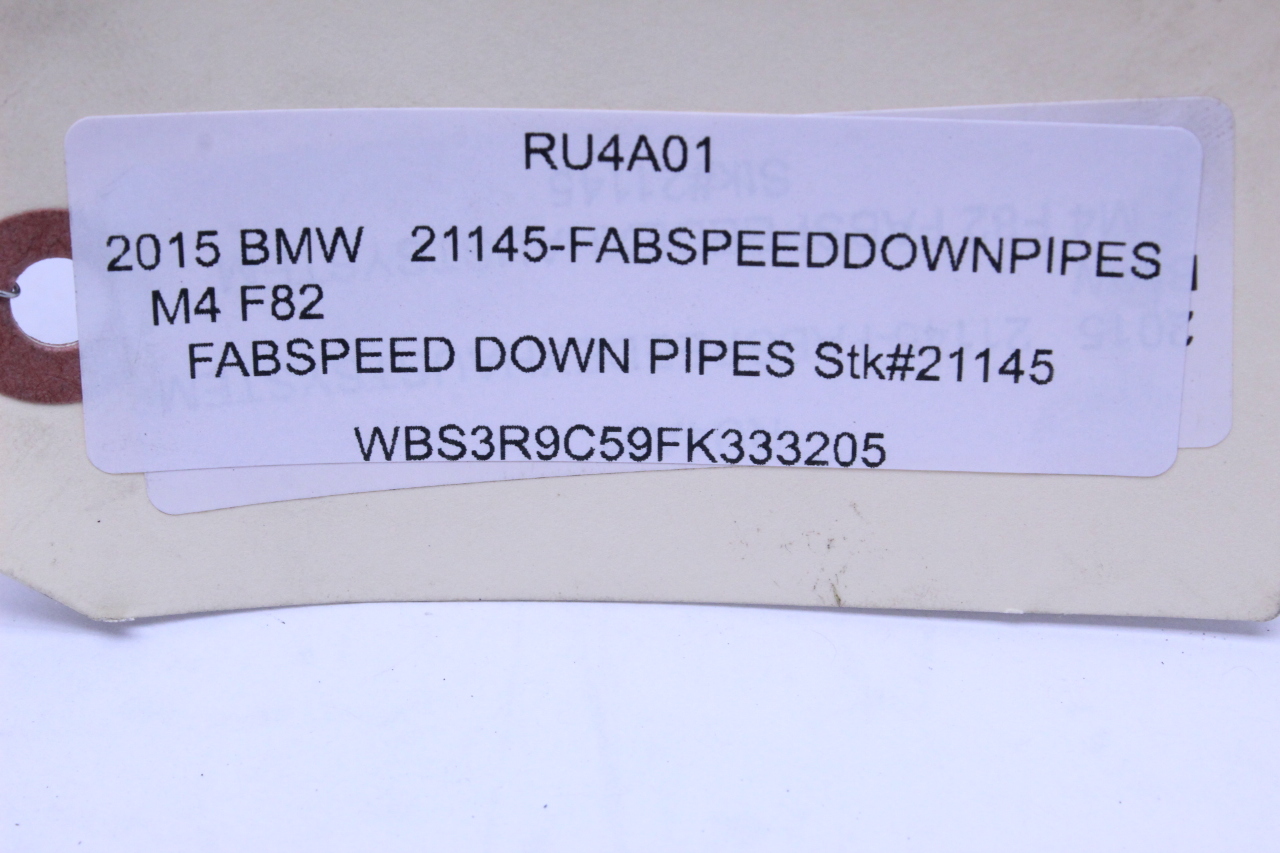 RU4A01
2015 BMW 21145-FABSPEEDDOWNPIPES
M4 F82
FABSPEED DOWN PIPES Stk#21145
WBS3R9C59FK333205